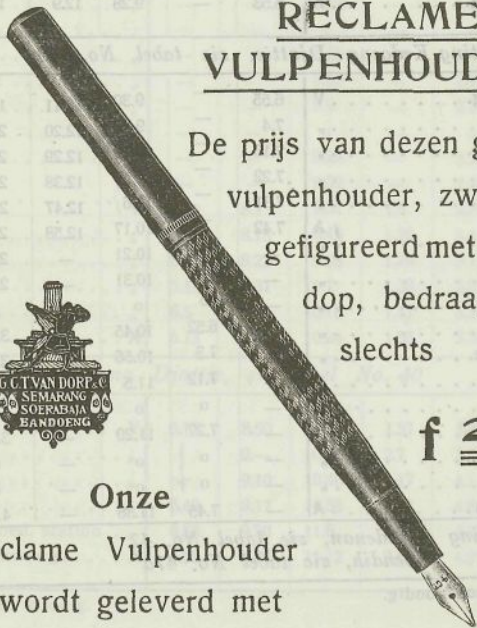 RECLAME
VULPENHOUD
De prijs van dezen g
vulpenhouder, zw
gefigureerd met
dop, bedraa
slechts
f 2
G.C.T. VAN DORP & Co
SEMARANG
SOERABAJA
BANDOENG
Onze
clame Vulpenhouder
wordt geleverd met